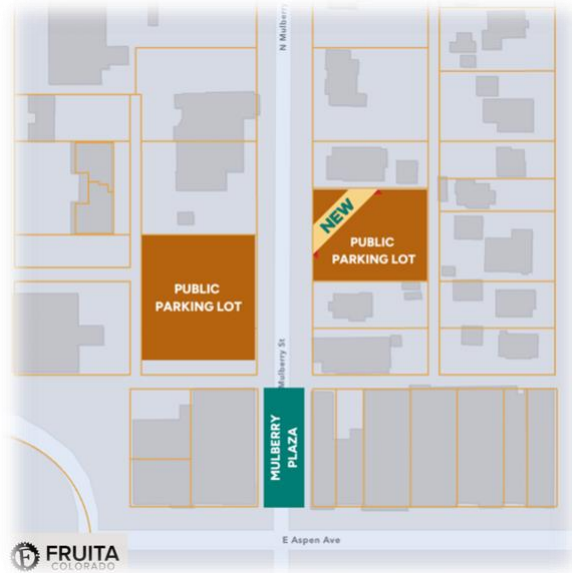 N Mulberry
NEW
PUBLIC
PARKING LOT
PUBLIC
PARKING LOT
Mulberry St
MULBERRY
PLAZA
E Aspen Ave
F FRUITA
COLORADO